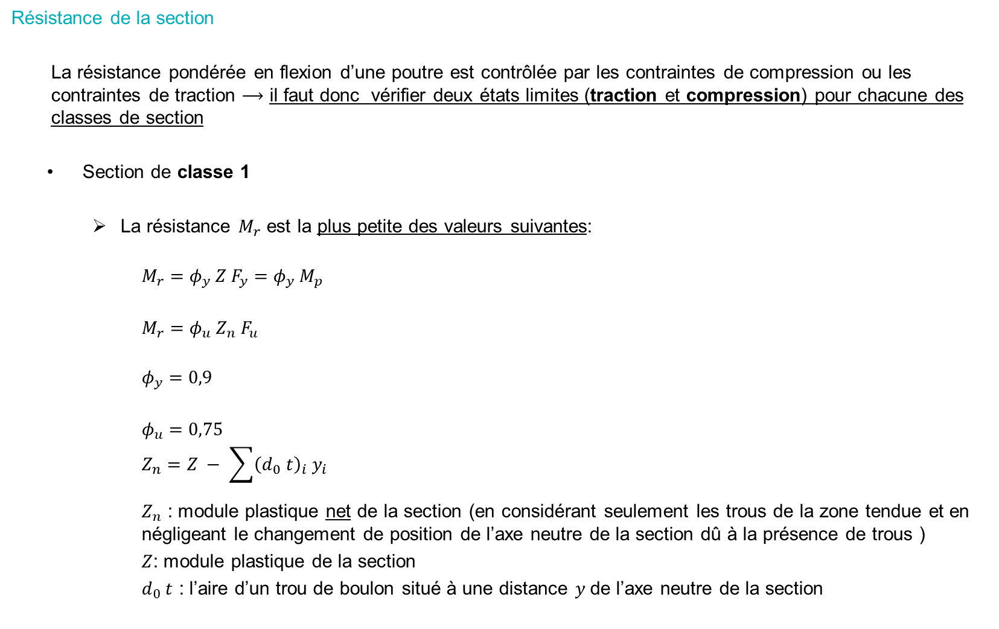 Résistance de la section
La résistance pondérée en flexion d’une poutre est contrôlée par les contraintes de compression ou les
contraintes de traction ⟶ il faut donc vérifier deux états limites (traction et compression) pour chacune des
classes de section
• Section de classe 1
➢ La résistance M_r est la plus petite des valeurs suivantes:
M_r = ϕ_y Z F_y = ϕ_y M_p
M_r = ϕ_u Z_n F_u
ϕ_y = 0,9
ϕ_u = 0,75
Z_n = Z − ∑(d_0 t)_i y_i
Z_n : module plastique net de la section (en considérant seulement les trous de la zone tendue et en
négligeant le changement de position de l’axe neutre de la section dû à la présence de trous )
Z: module plastique de la section
d_0 t : l’aire d’un trou de boulon situé à une distance y de l’axe neutre de la section